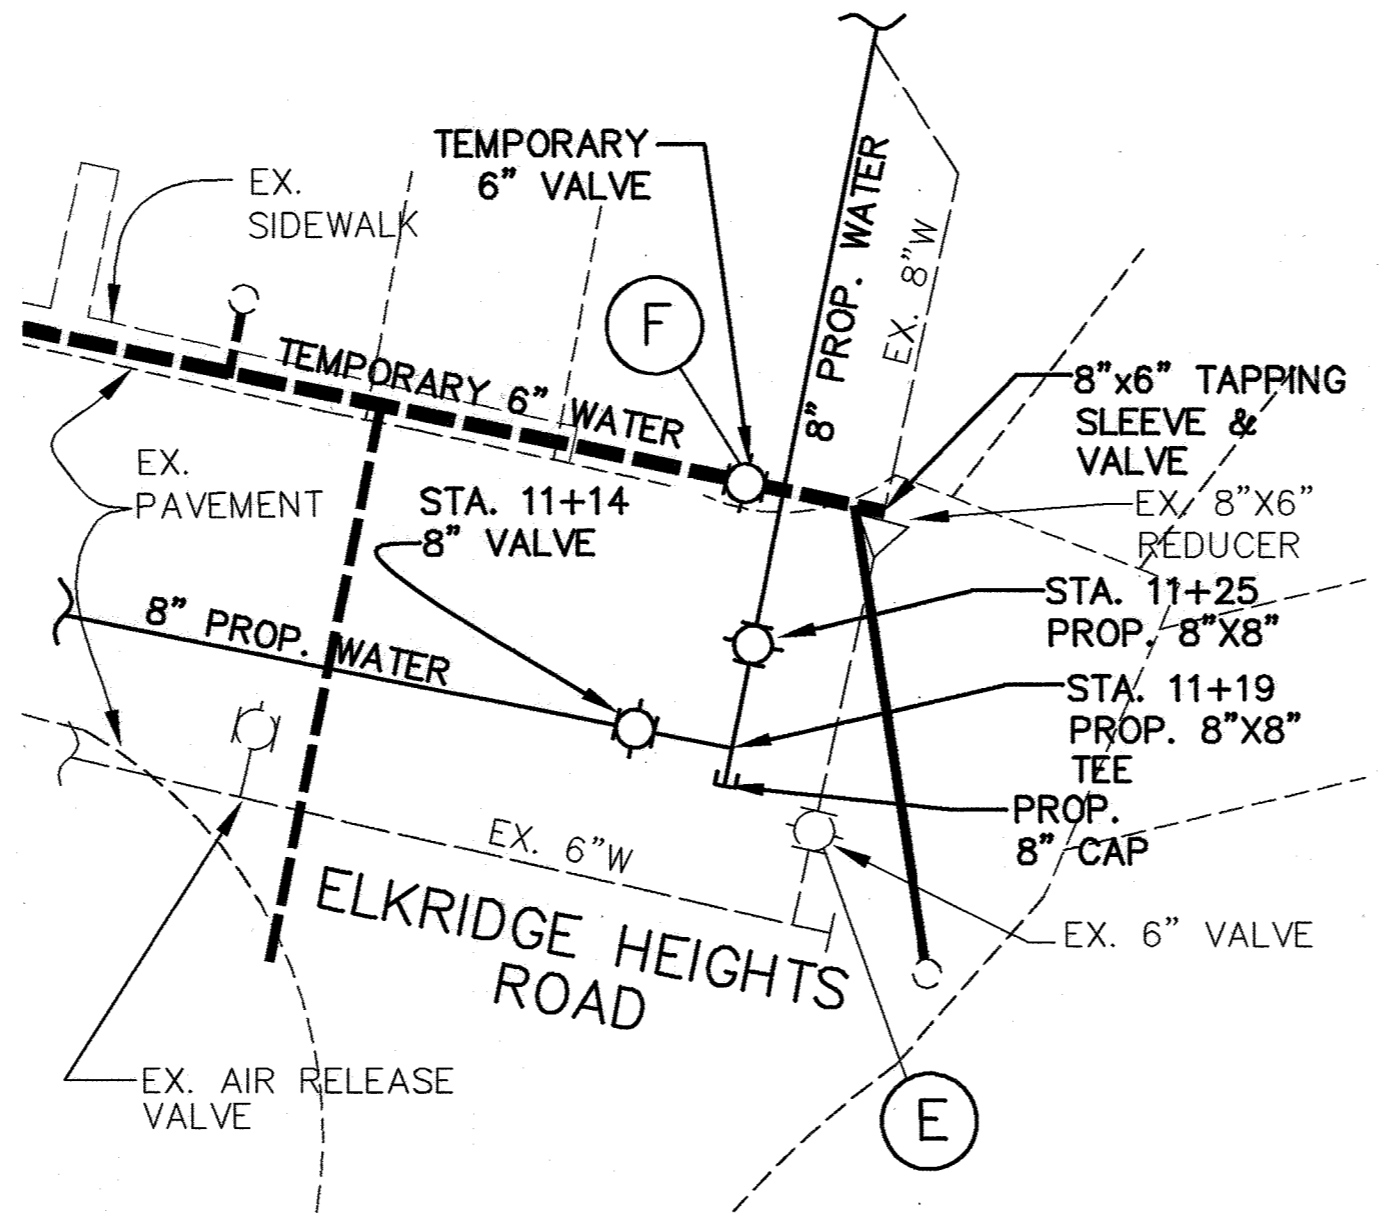 TEMPORARY
6" VALVE
EX.
SIDEWALK
8" PROP. WATER
EX. 8"W
F
TEMPORARY 6" WATER
8"x6" TAPPING
SLEEVE &
VALVE
EX.
PAVEMENT
STA. 11+14
8" VALVE
EX. 8"X6"
REDUCER
STA. 11+25
PROP. 8"X8"
8" PROP. WATER
STA. 11+19
PROP. 8"X8"
TEE
PROP.
8" CAP
EX. 6"W
ELKRIDGE HEIGHTS
ROAD
EX. 6" VALVE
EX. AIR RELEASE
VALVE
E